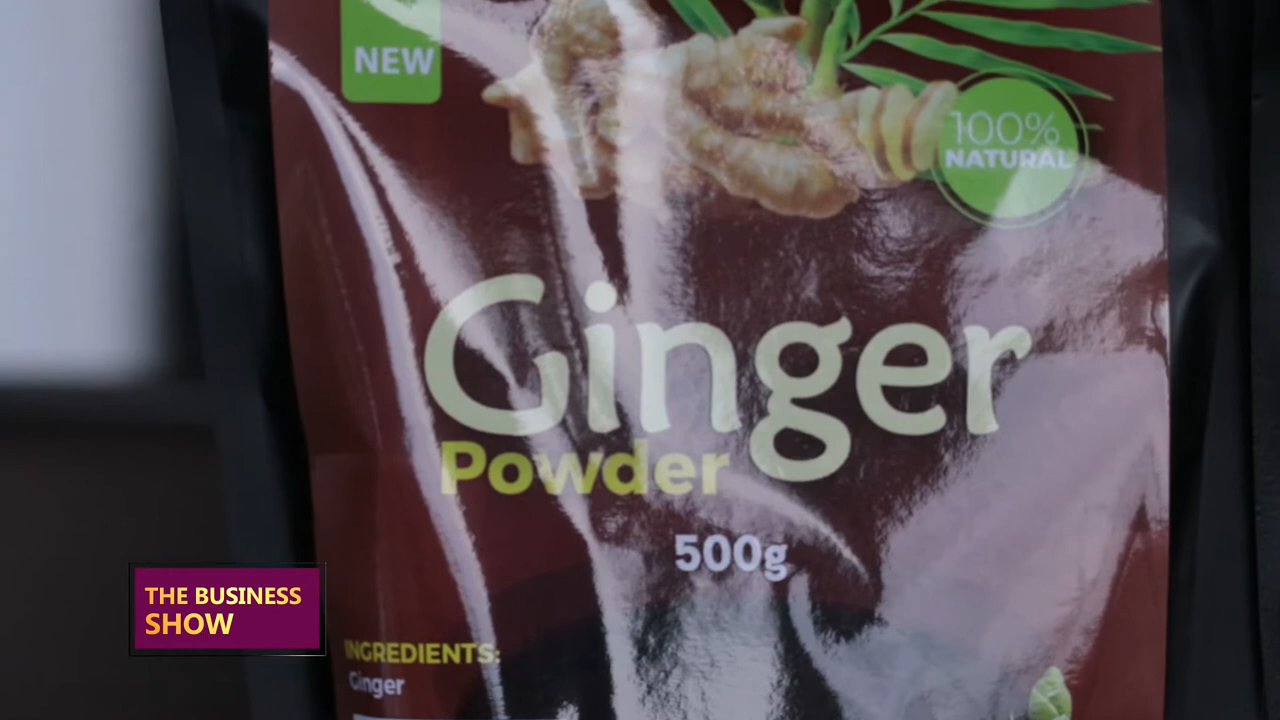 NEW
100%
NATURAL
Ginger
Powder
500g
THE BUSINESS
SHOW
INGREDIENTS:
Ginger